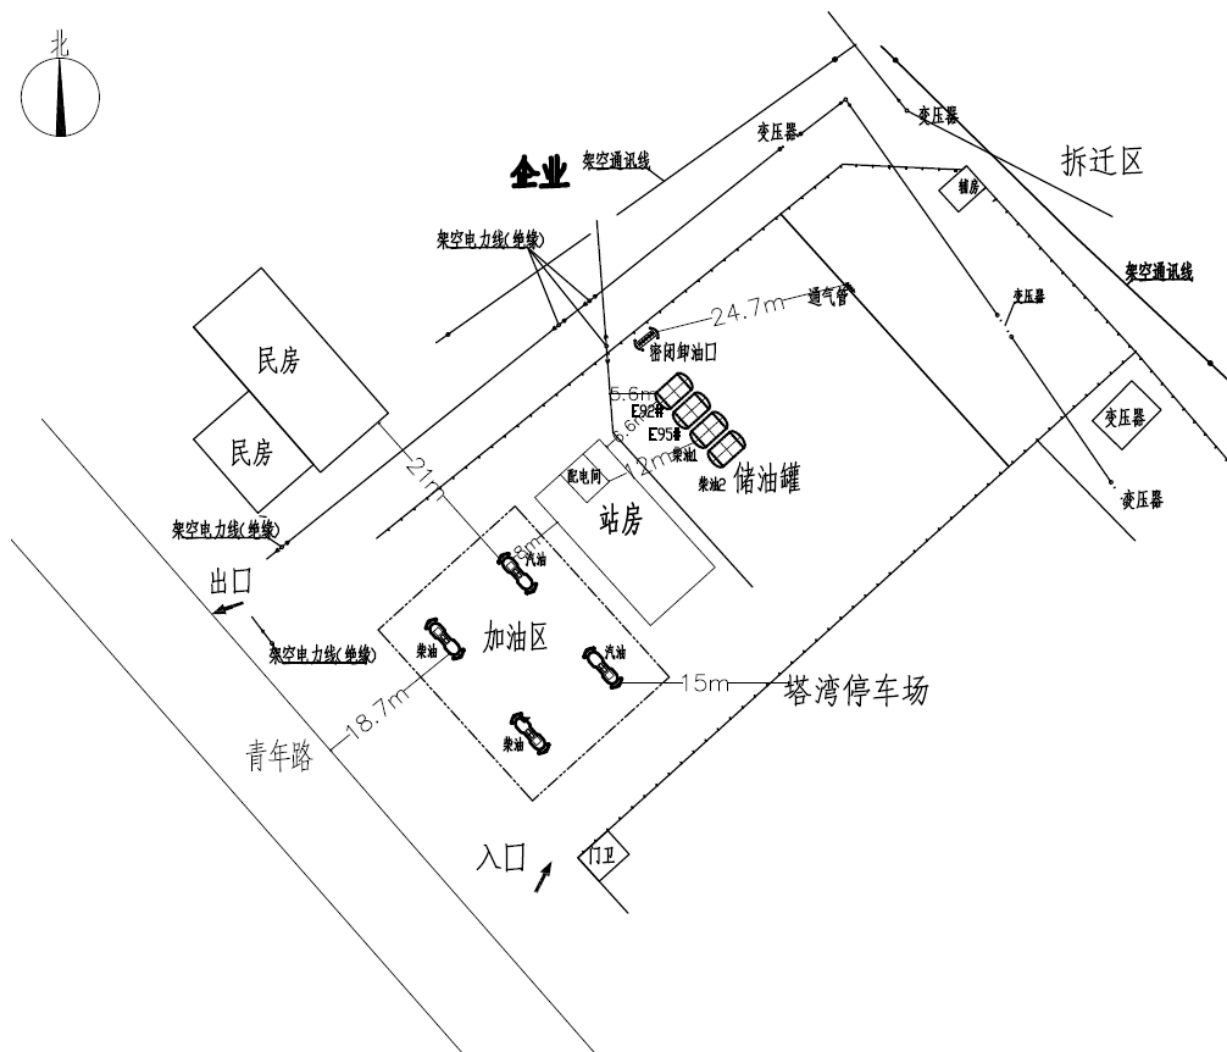 北
变压器
变压器
企业
架空通讯线
拆迁区
辅房
架空电力线(绝缘)
架空通讯线
通气管
变压器
24.7m
民房
密闭卸油口
5.6m
E92#
变压器
6.6m
E95#
民房
柴油1
21m
12m
配电间
柴油2
储油罐
变压器
站房
架空电力线(绝缘)
8m
汽油
出口
加油区
柴油
汽油
架空电力线(绝缘)
15m
塔湾停车场
18.7m
柴油
青年路
入口
门卫